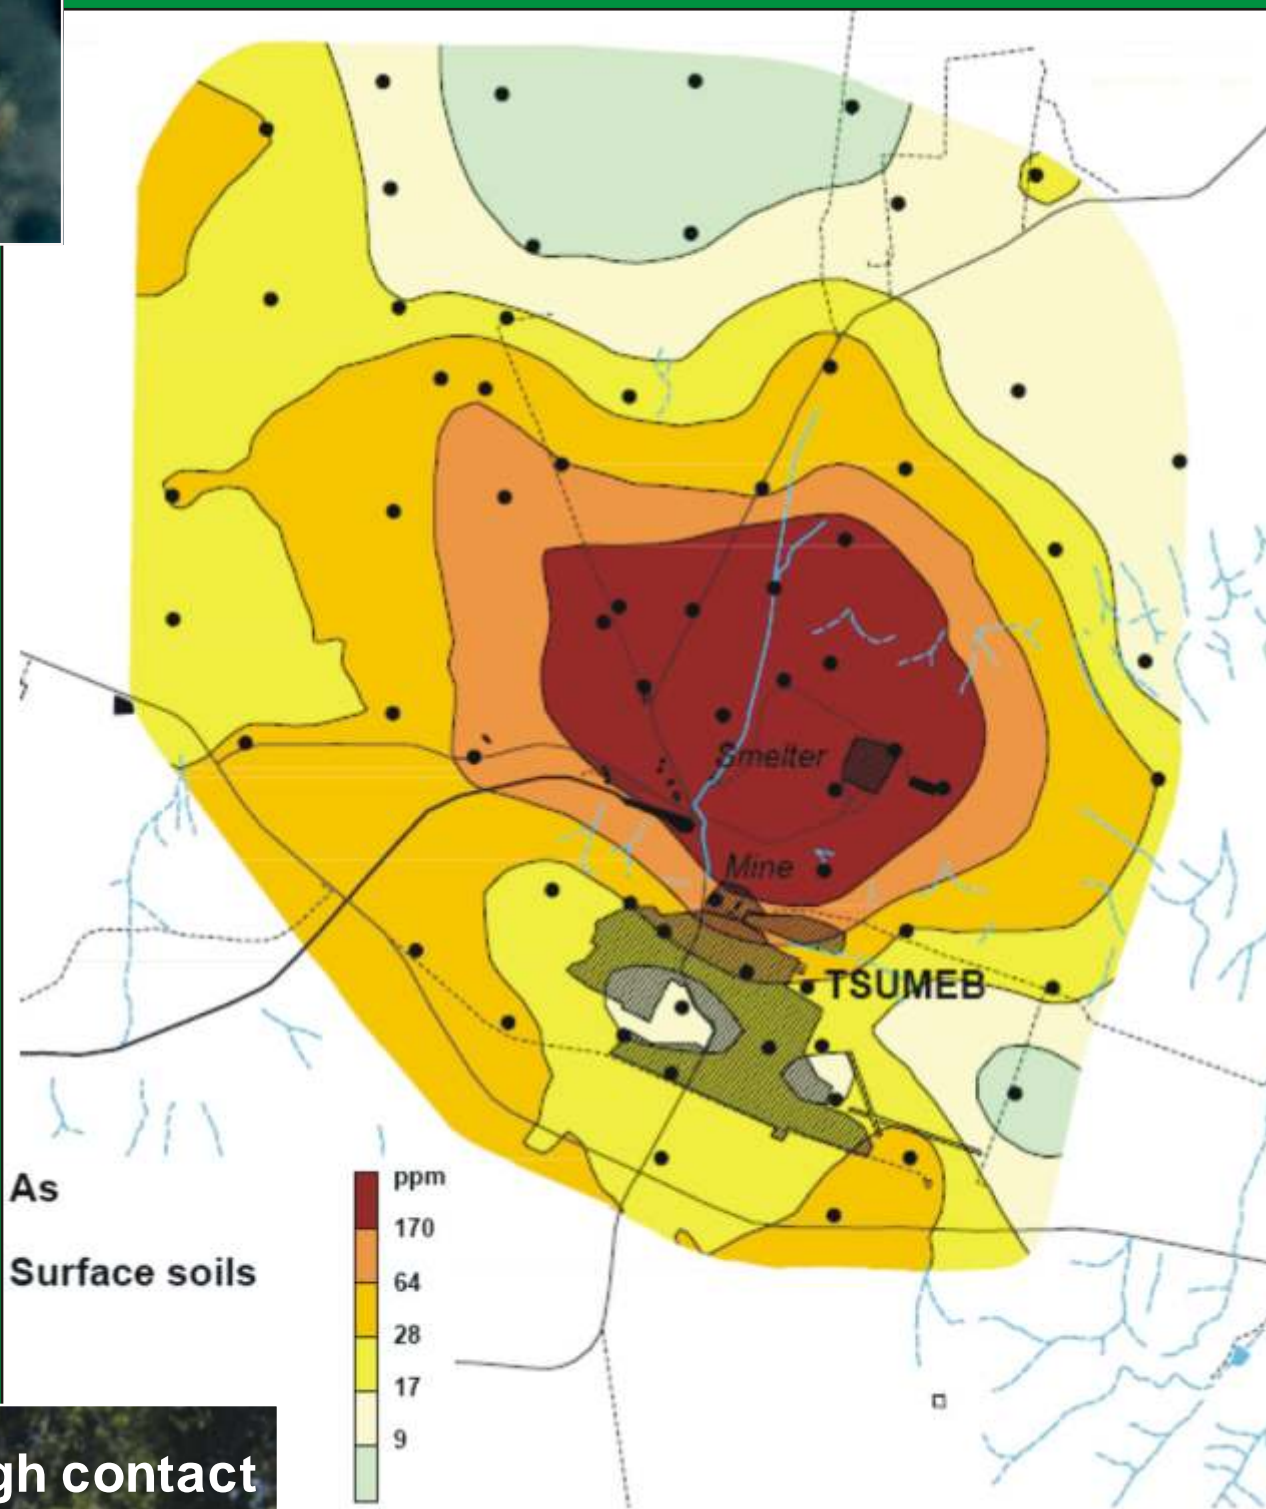 Smelter
Mine
TSUMEB
As
Surface soils
ppm
170
64
28
17
9
gh contact